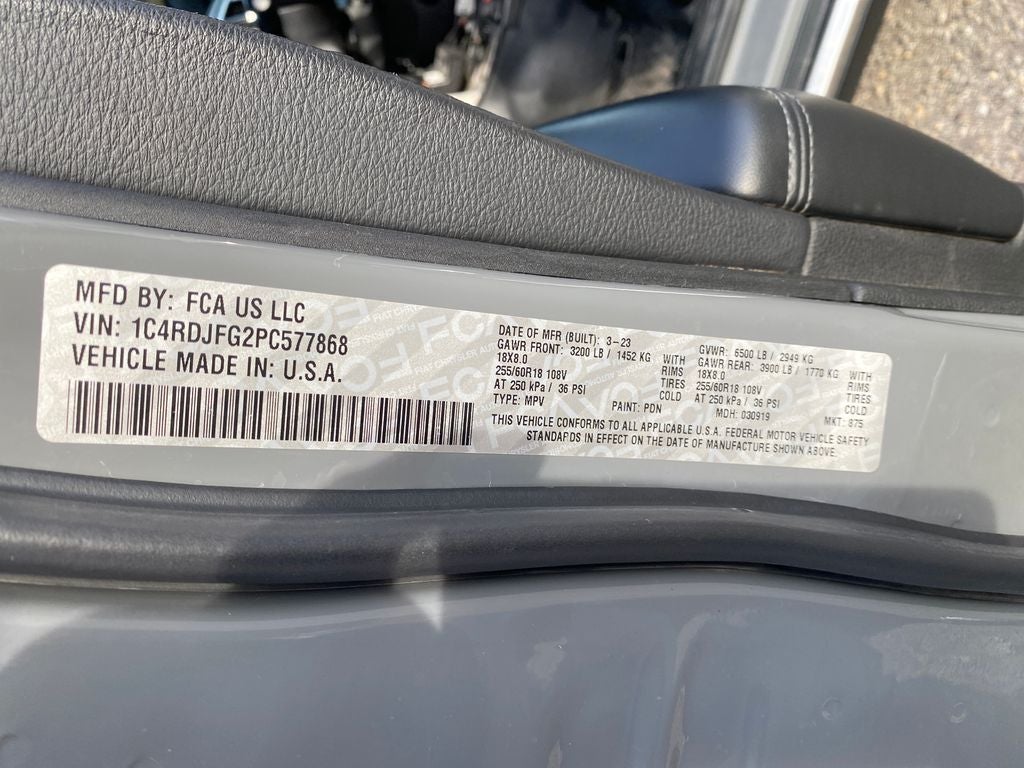 MFD BY: FCA US LLC
VIN: 1C4RDJFG2PC577868
VEHICLE MADE IN: U.S.A.
DATE OF MFR (BUILT): 3-23
GAWR FRONT: 3200 LB / 1452 KG WITH
18X8.0 RIMS
255/60R18 108V TIRES
AT 250 kPa / 36 PSI COLD
TYPE: MPV PAINT: PDN
GVWR: 6500 LB / 2949 KG
GAWR REAR: 3900 LB / 1770 KG WITH
18X8.0 RIMS
255/60R18 108V TIRES
AT 250 kPa / 36 PSI COLD
MDH: 030919 MKT: 875
THIS VEHICLE CONFORMS TO ALL APPLICABLE U.S.A. FEDERAL MOTOR VEHICLE SAFETY
STANDARDS IN EFFECT ON THE DATE OF MANUFACTURE SHOWN ABOVE.